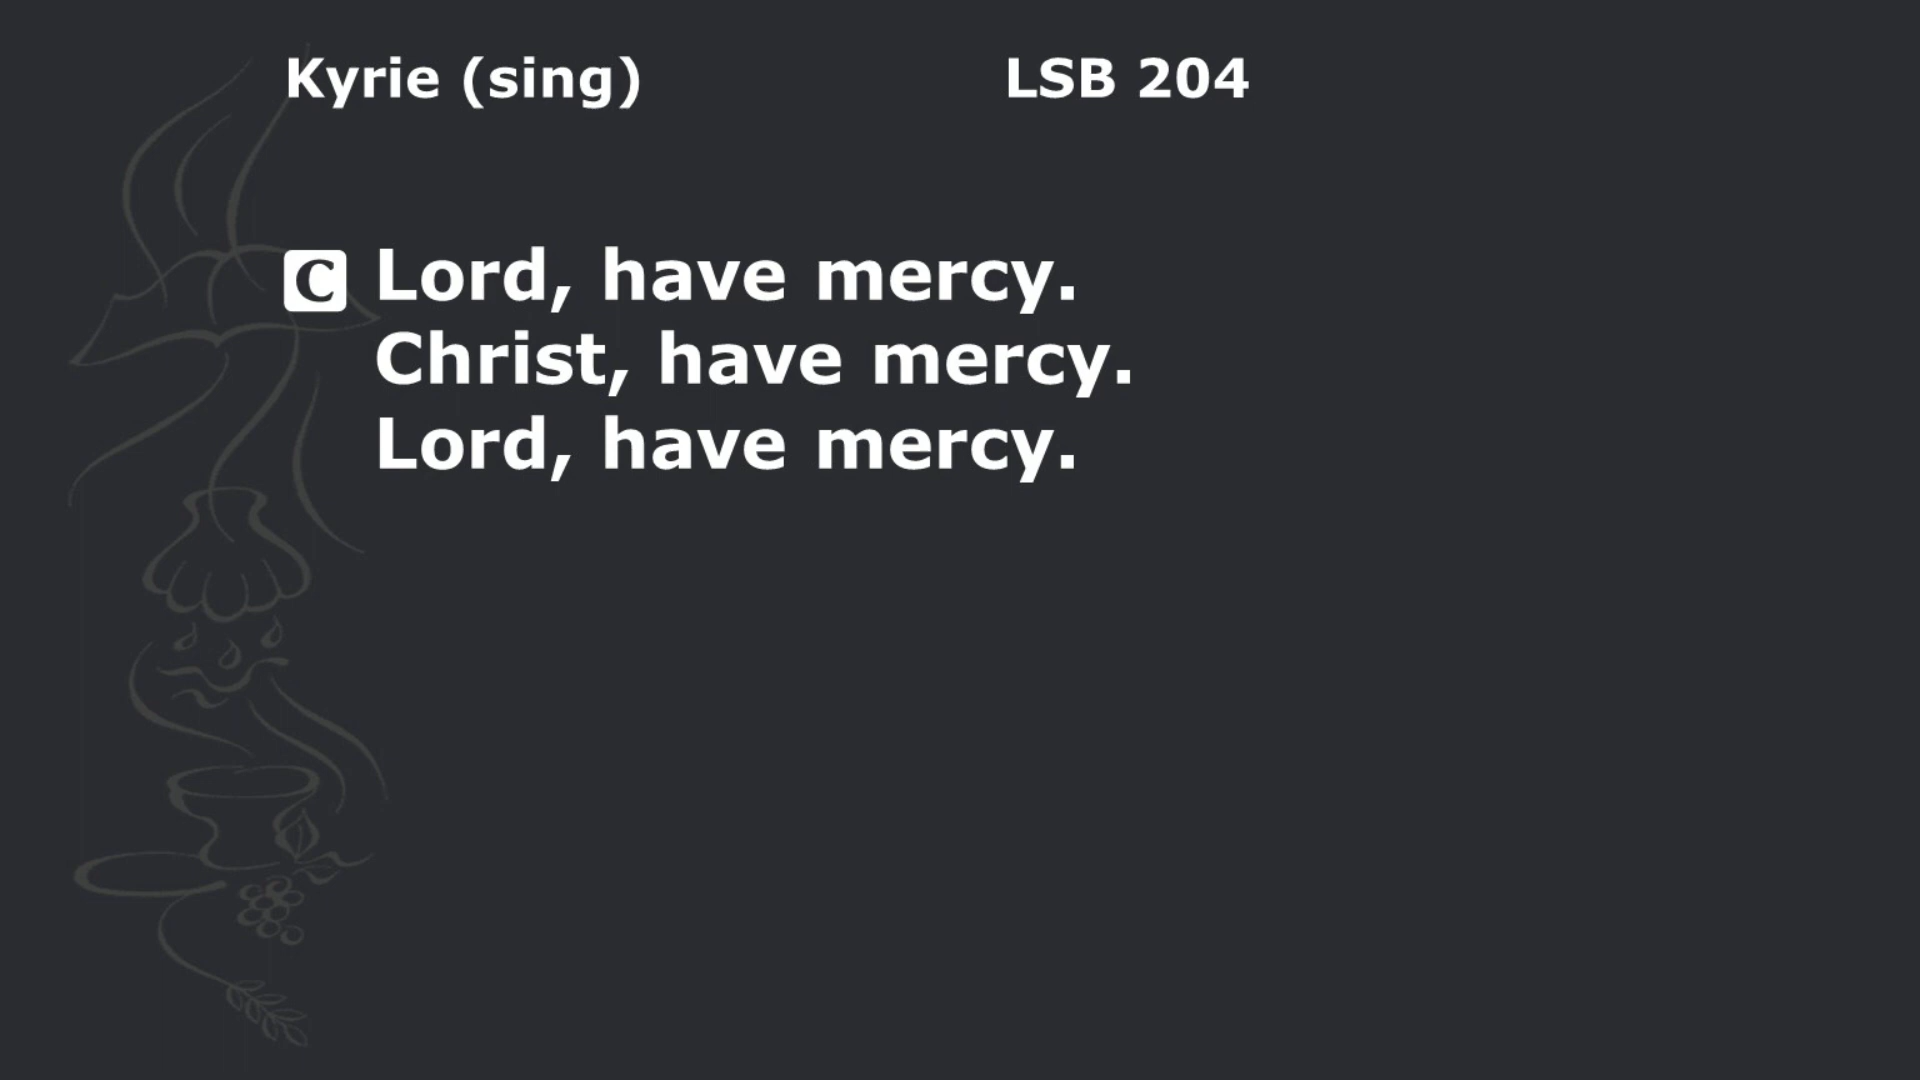 Kyrie (sing) LSB 204
C Lord, have mercy.
Christ, have mercy.
Lord, have mercy.